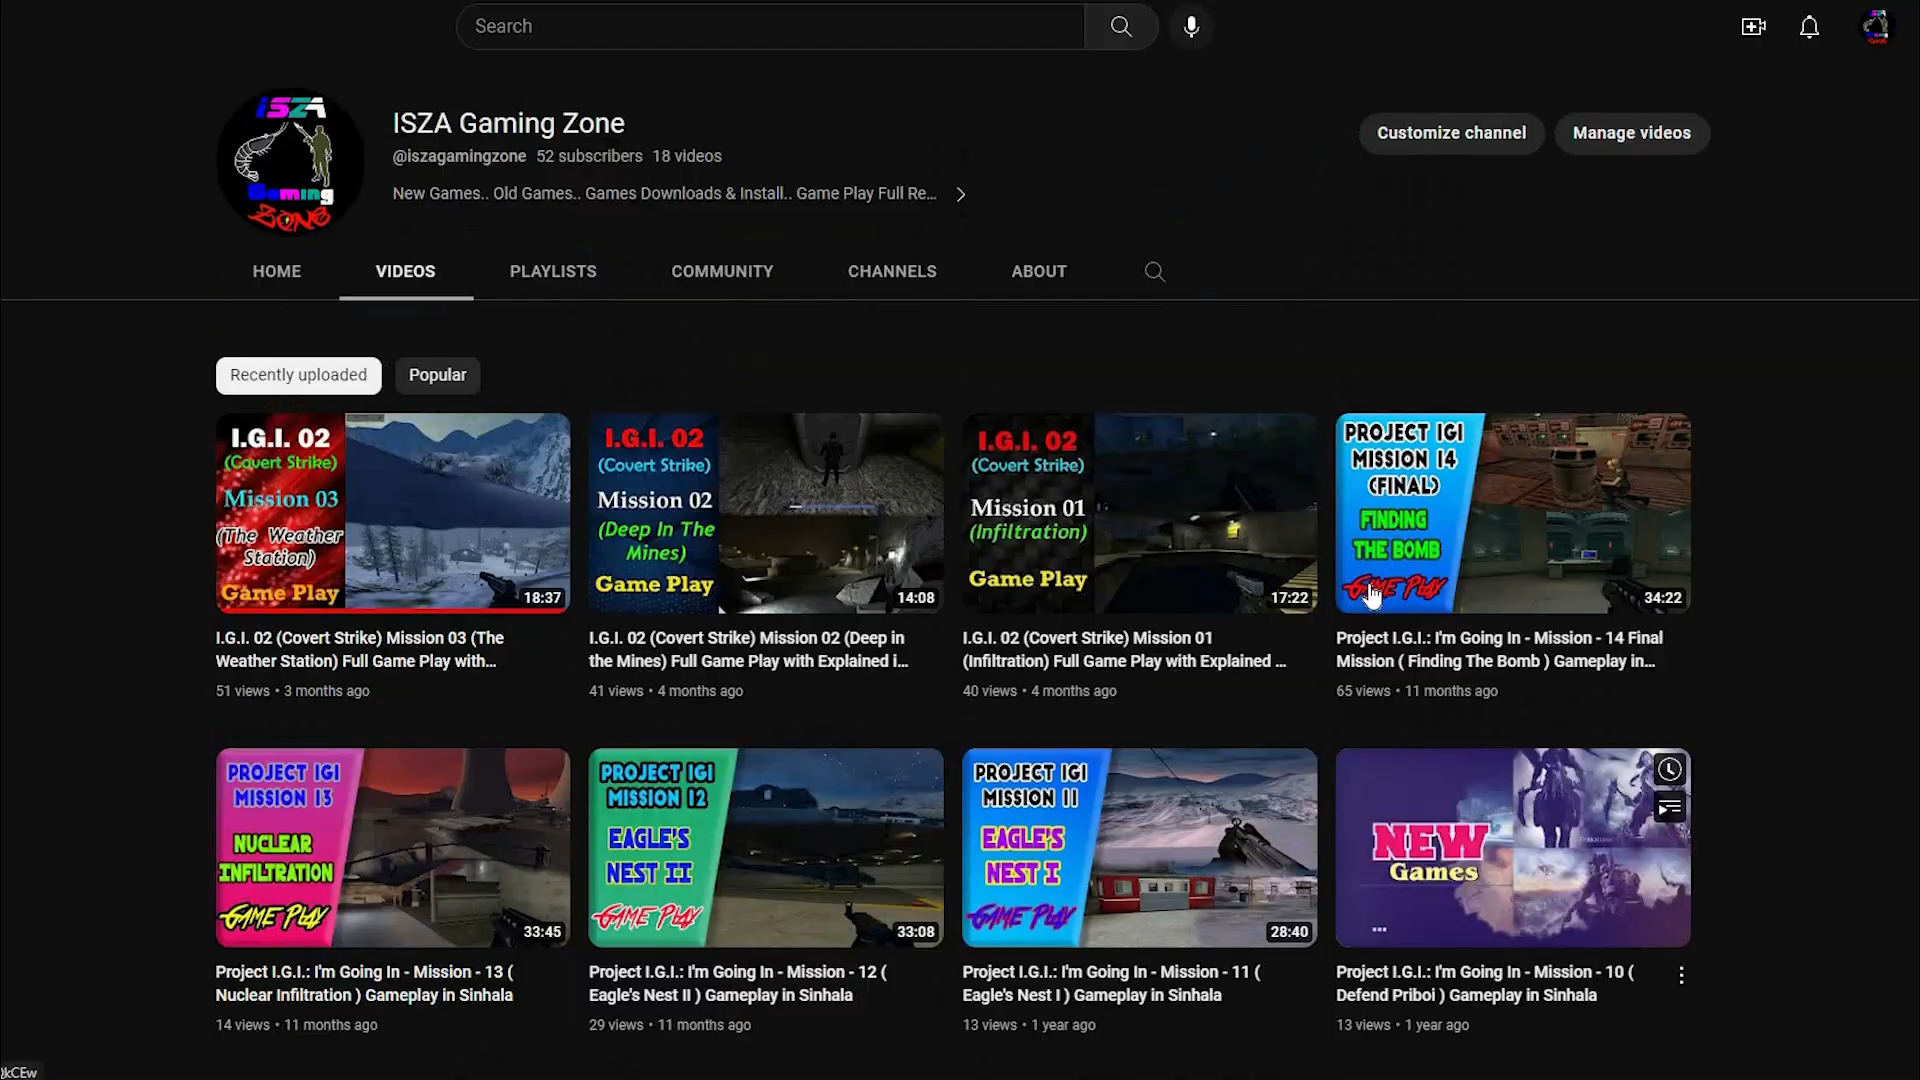 Search
ISZA
Gaming
Zone
ISZA Gaming Zone
@iszagamingzone 52 subscribers 18 videos
New Games.. Old Games.. Games Downloads & Install.. Game Play Full Re...
Customize channel
Manage videos
HOME
VIDEOS
PLAYLISTS
COMMUNITY
CHANNELS
ABOUT
Recently uploaded
Popular
I.G.I. 02
(Covert Strike)
Mission 03
(The Weather
Station)
Game Play
18:37
I.G.I. 02 (Covert Strike) Mission 03 (The
Weather Station) Full Game Play with...
51 views • 3 months ago
I.G.I. 02
(Covert Strike)
Mission 02
(Deep In The
Mines)
Game Play
14:08
I.G.I. 02 (Covert Strike) Mission 02 (Deep in
the Mines) Full Game Play with Explained i...
41 views • 4 months ago
I.G.I. 02
(Covert Strike)
Mission 01
(Infiltration)
Game Play
17:22
I.G.I. 02 (Covert Strike) Mission 01
(Infiltration) Full Game Play with Explained ...
40 views • 4 months ago
PROJECT IGI
MISSION 14
(FINAL)
FINDING
THE BOMB
GAME PLAY
34:22
Project I.G.I.: I'm Going In - Mission - 14 Final
Mission ( Finding The Bomb ) Gameplay in...
65 views • 11 months ago
PROJECT IGI
MISSION 13
NUCLEAR
INFILTRATION
GAME PLAY
33:45
Project I.G.I.: I'm Going In - Mission - 13 (
Nuclear Infiltration ) Gameplay in Sinhala
14 views • 11 months ago
PROJECT IGI
MISSION 12
EAGLE'S
NEST II
GAME PLAY
33:08
Project I.G.I.: I'm Going In - Mission - 12 (
Eagle's Nest II ) Gameplay in Sinhala
29 views • 11 months ago
PROJECT IGI
MISSION 11
EAGLE'S
NEST I
GAME PLAY
28:40
Project I.G.I.: I'm Going In - Mission - 11 (
Eagle's Nest I ) Gameplay in Sinhala
13 views • 1 year ago
NEW
Games
Project I.G.I.: I'm Going In - Mission - 10 (
Defend Priboi ) Gameplay in Sinhala
13 views • 1 year ago